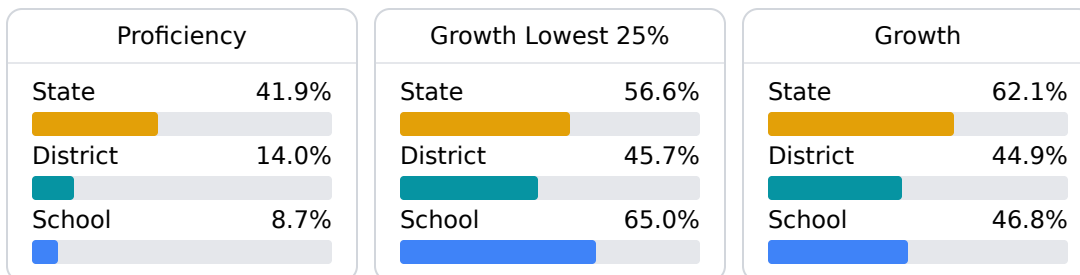 Proficiency
State 41.9%
District 14.0%
School 8.7%
Growth Lowest 25%
State 56.6%
District 45.7%
School 65.0%
Growth
State 62.1%
District 44.9%
School 46.8%